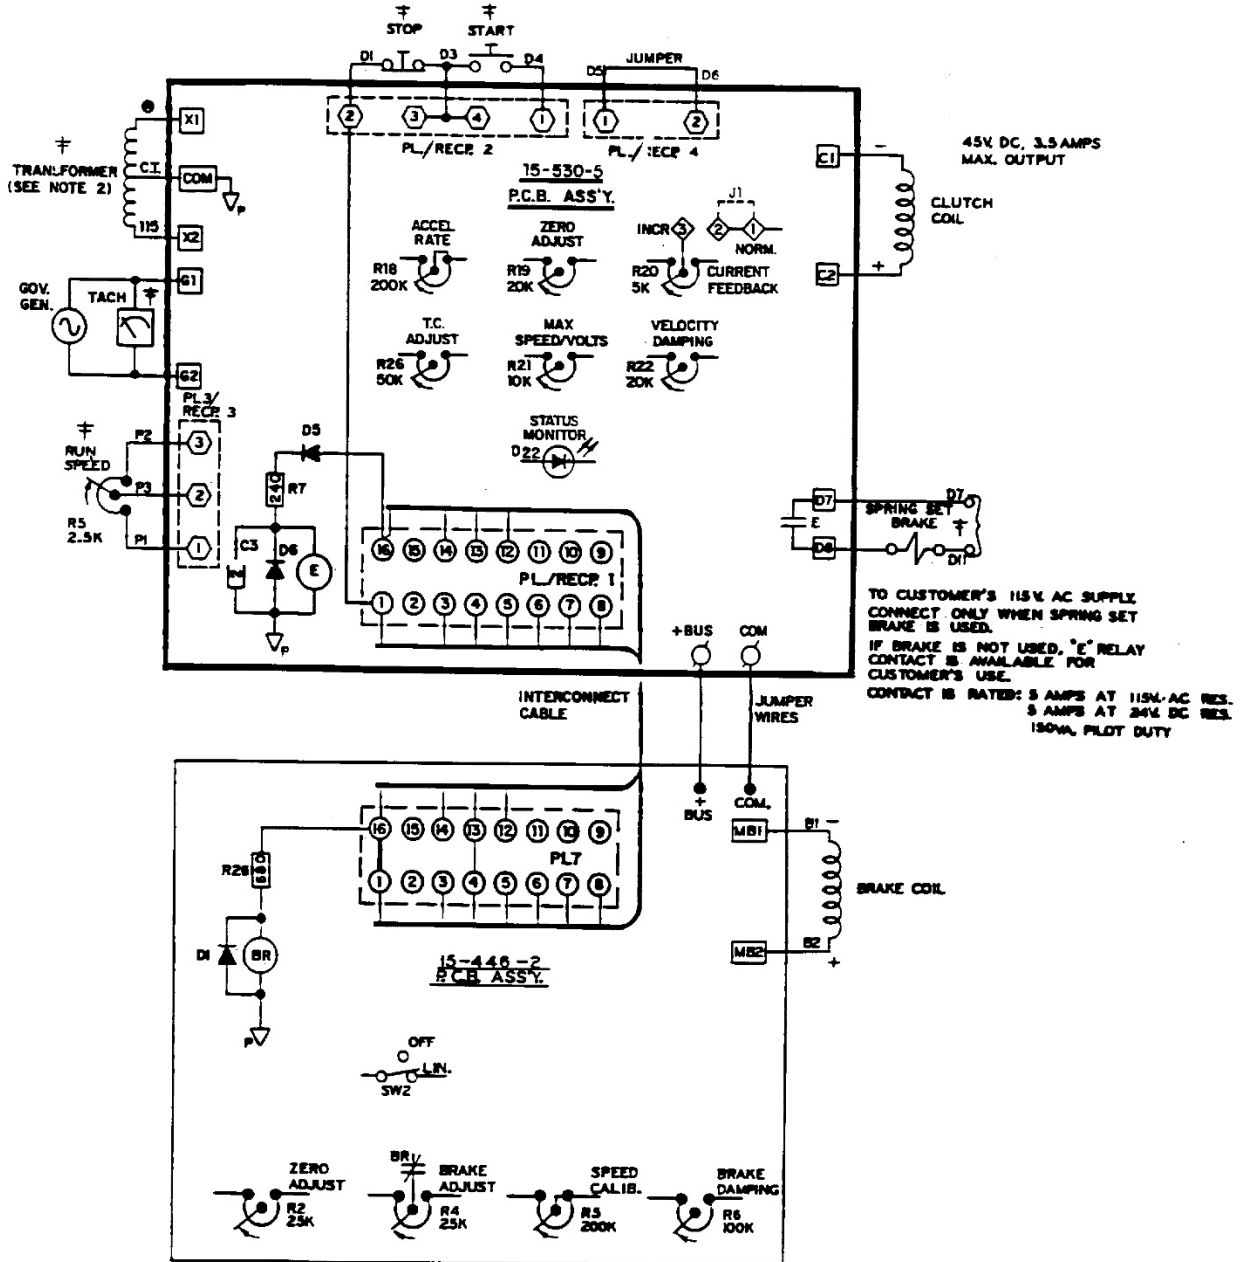 STOP START
D1 D3 D4 JUMPER
D5 D6
2 3 4 1 1 2
PL./RECP. 2 PL./RECP. 4
X1
C.T.
COM
P
TRANSFORMER
(SEE NOTE 2)
115
X2
15-530-5
P.C.B. ASS'Y.
45V. DC, 3.5 AMPS
MAX. OUTPUT
C1 -
CLUTCH
COIL
C2 +
ACCEL
RATE
R18
200K
ZERO
ADJUST
R19
20K
J1
INCR 3 2 1
NORM.
R20
5K
CURRENT
FEEDBACK
G1
GOV.
GEN.
TACH
G2
T.C.
ADJUST
R26
50K
MAX
SPEED/VOLTS
R21
10K
VELOCITY
DAMPING
R22
20K
PL3/
RECP. 3
RUN
SPEED
P2 3
P3 2
R5
2.5K
P1 1
STATUS
MONITOR
D22
D5
240 R7
C3 D6 E
P
16 15 14 13 12 11 10 9
PL./RECP. 1
1 2 3 4 5 6 7 8
D7 D7
E
SPRING SET
BRAKE
D8 D11
TO CUSTOMER'S 115V. AC SUPPLY.
CONNECT ONLY WHEN SPRING SET
BRAKE IS USED.
IF BRAKE IS NOT USED, "E" RELAY
CONTACT IS AVAILABLE FOR
CUSTOMER'S USE.
CONTACT IS RATED: 5 AMPS AT 115V. AC RES.
5 AMPS AT 24V. DC RES.
150VA, PILOT DUTY
+BUS COM
INTERCONNECT
CABLE
JUMPER
WIRES
+
BUS
COM.
16 15 14 13 12 11 10 9
PL7
1 2 3 4 5 6 7 8
R26 680
D1 BR
P
MB1 B1 -
BRAKE COIL
MB2 B2 +
15-446-2
P.C.B. ASS'Y.
OFF
LIN.
SW2
ZERO
ADJUST
R2
25K
BR
BRAKE
ADJUST
R4
25K
SPEED
CALIB.
200K
BRAKE
DAMPING
R6
100K